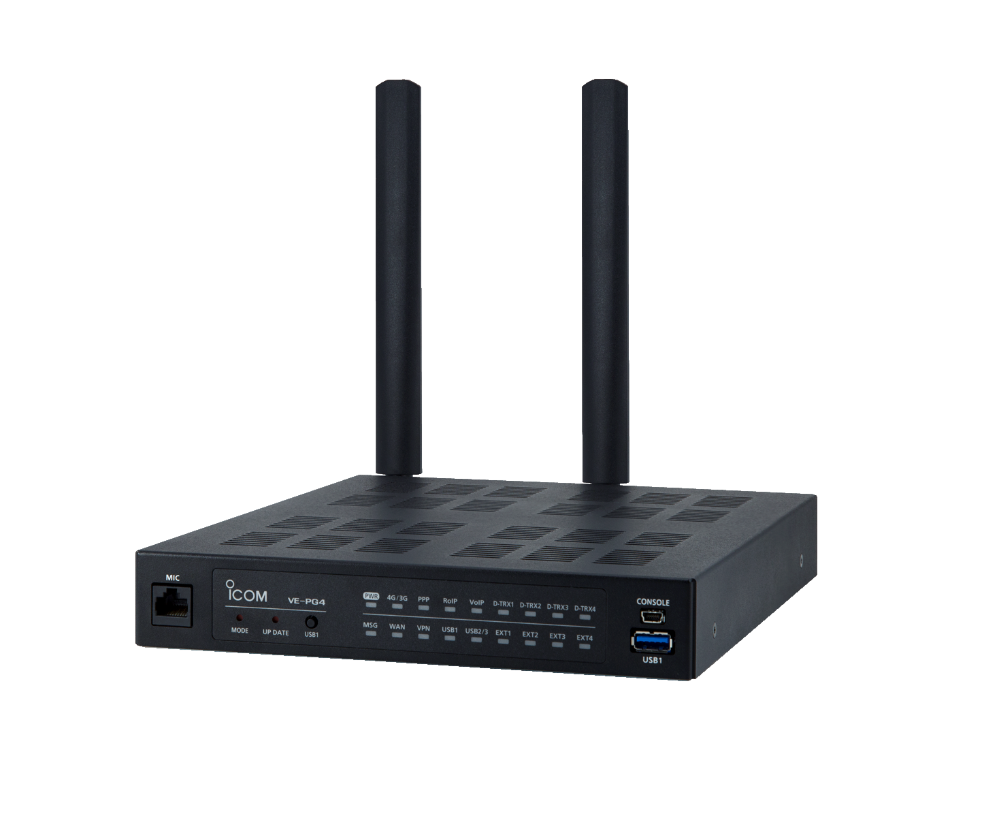 MIC
ICOM VE-PG4
MODE UP DATE USB1
PWR 4G/3G PPP RoIP VoIP D-TRX1 D-TRX2 D-TRX3 D-TRX4
MSG WAN VPN USB1 USB2/3 EXT1 EXT2 EXT3 EXT4
CONSOLE
USB1